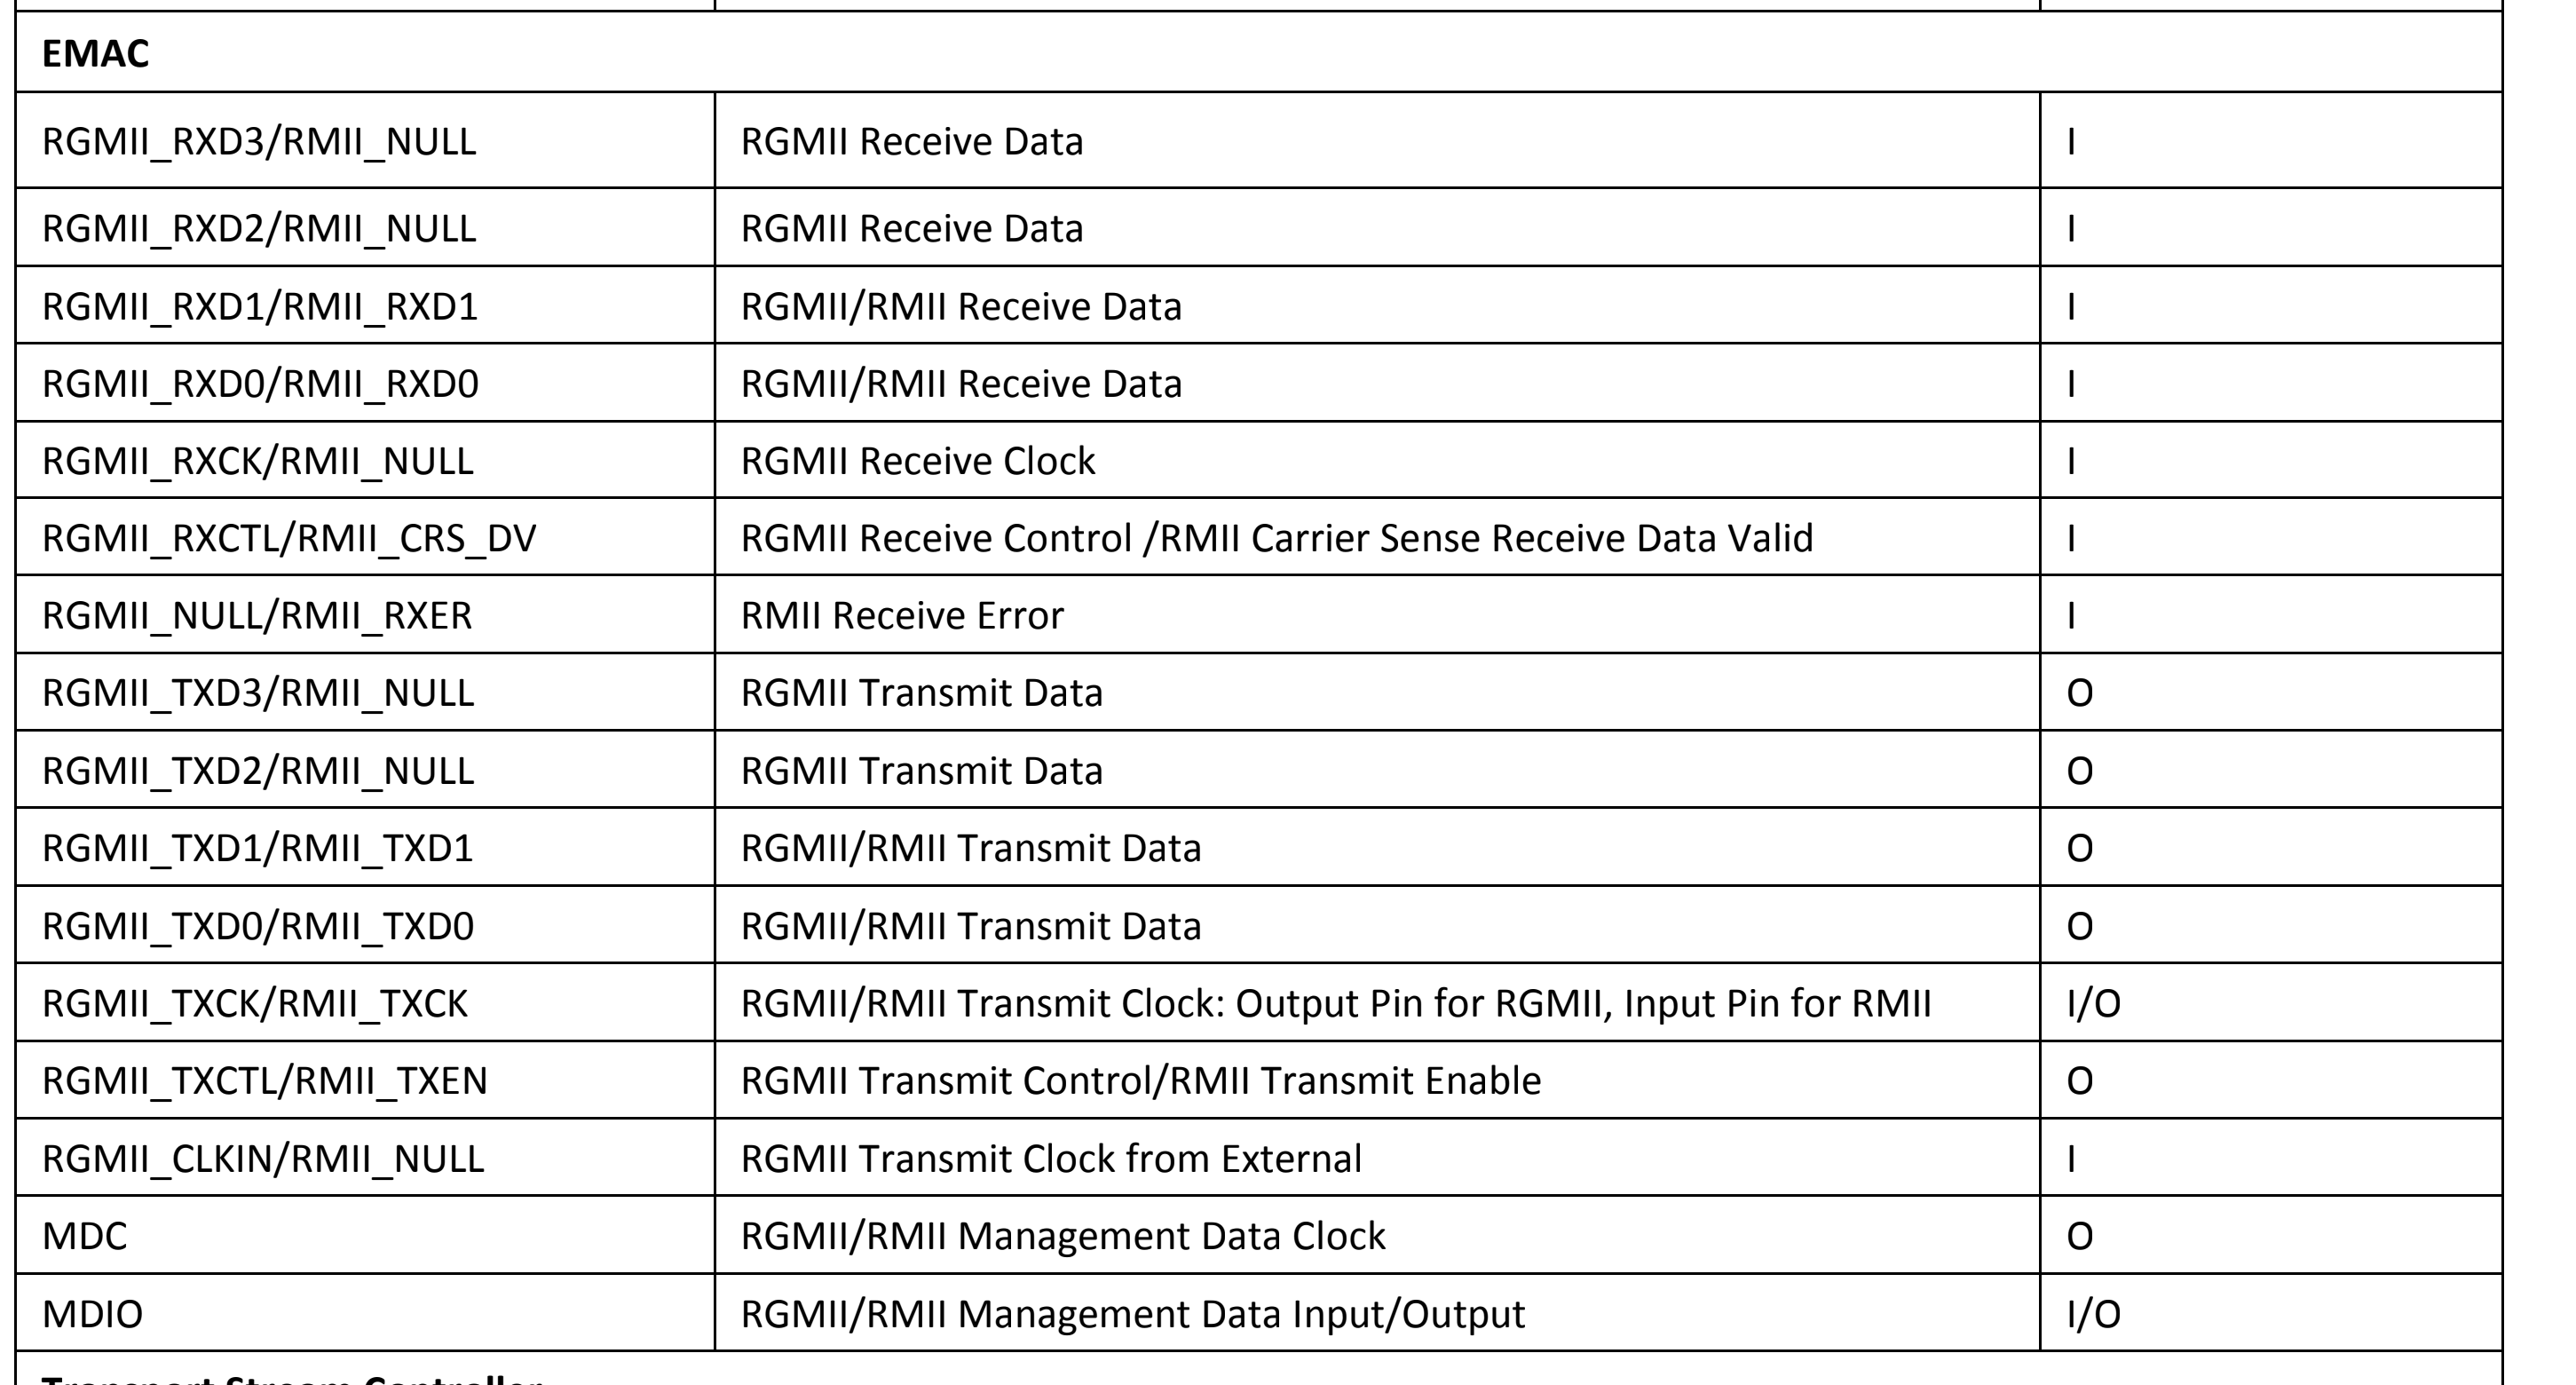 EMAC
RGMII_RXD3/RMII_NULL RGMII Receive Data I
RGMII_RXD2/RMII_NULL RGMII Receive Data I
RGMII_RXD1/RMII_RXD1 RGMII/RMII Receive Data I
RGMII_RXD0/RMII_RXD0 RGMII/RMII Receive Data I
RGMII_RXCK/RMII_NULL RGMII Receive Clock I
RGMII_RXCTL/RMII_CRS_DV RGMII Receive Control /RMII Carrier Sense Receive Data Valid I
RGMII_NULL/RMII_RXER RMII Receive Error I
RGMII_TXD3/RMII_NULL RGMII Transmit Data O
RGMII_TXD2/RMII_NULL RGMII Transmit Data O
RGMII_TXD1/RMII_TXD1 RGMII/RMII Transmit Data O
RGMII_TXD0/RMII_TXD0 RGMII/RMII Transmit Data O
RGMII_TXCK/RMII_TXCK RGMII/RMII Transmit Clock: Output Pin for RGMII, Input Pin for RMII I/O
RGMII_TXCTL/RMII_TXEN RGMII Transmit Control/RMII Transmit Enable O
RGMII_CLKIN/RMII_NULL RGMII Transmit Clock from External I
MDC RGMII/RMII Management Data Clock O
MDIO RGMII/RMII Management Data Input/Output I/O
Transport Stream Controller